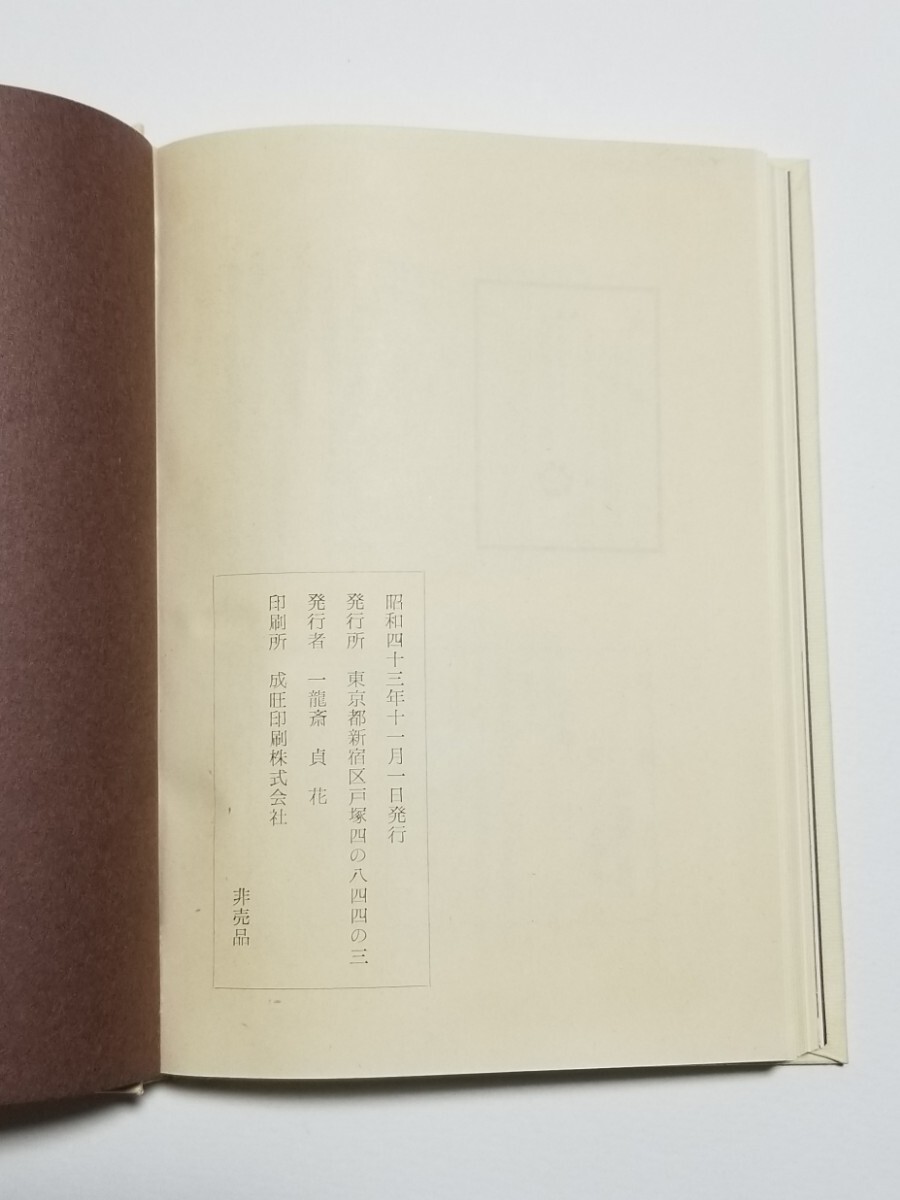 昭和四十三年十一月一日発行
発行所　東京都新宿区戸塚四の八四四の三
発行者　一龍斎　貞　花
印刷所　成旺印刷株式会社
非売品